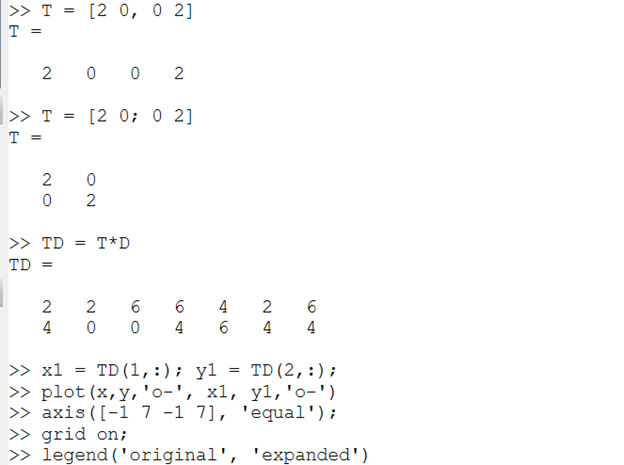 >> T = [2 0, 0 2]
T =
2 0 0 2
>> T = [2 0; 0 2]
T =
2 0
0 2
>> TD = T*D
TD =
2 2 6 6 4 2 6
4 0 0 4 6 4 4
>> x1 = TD(1,:); y1 = TD(2,:);
>> plot(x,y,'o-', x1, y1,'o-')
>> axis([-1 7 -1 7], 'equal');
>> grid on;
>> legend('original', 'expanded')